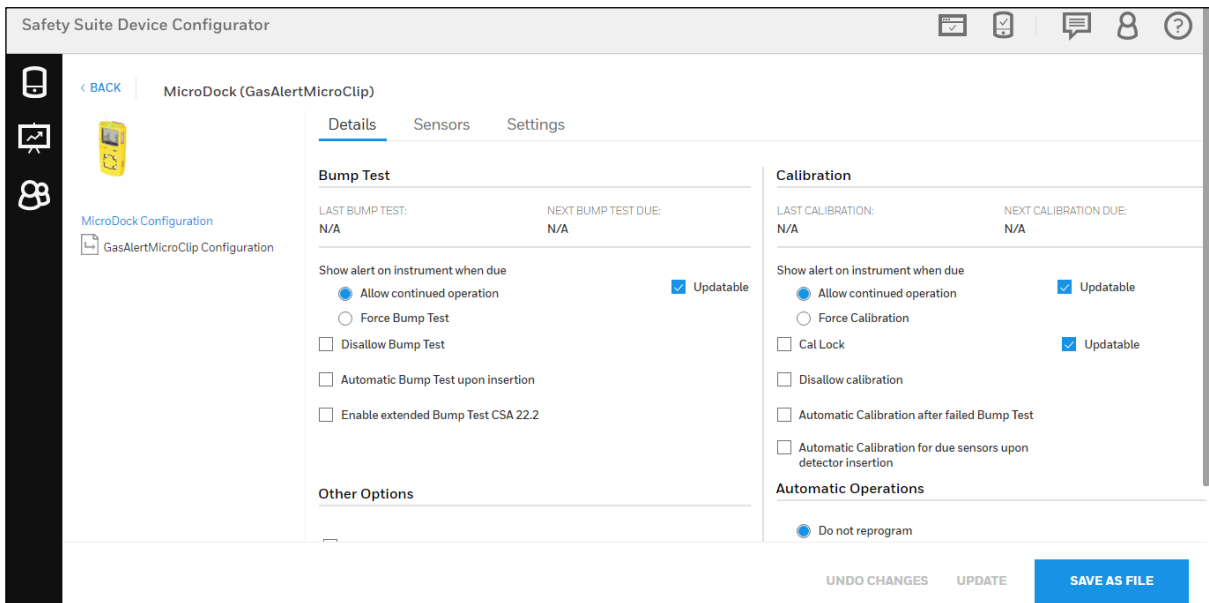 Safety Suite Device Configurator
< BACK
MicroDock (GasAlertMicroClip)
MicroDock Configuration
GasAlertMicroClip Configuration
Details Sensors Settings
Bump Test
LAST BUMP TEST: NEXT BUMP TEST DUE:
N/A N/A
Show alert on instrument when due
Allow continued operation Updatable
Force Bump Test
Disallow Bump Test
Automatic Bump Test upon insertion
Enable extended Bump Test CSA 22.2
Other Options
Calibration
LAST CALIBRATION: NEXT CALIBRATION DUE:
N/A N/A
Show alert on instrument when due
Allow continued operation Updatable
Force Calibration
Cal Lock Updatable
Disallow calibration
Automatic Calibration after failed Bump Test
Automatic Calibration for due sensors upon
detector insertion
Automatic Operations
Do not reprogram
UNDO CHANGES UPDATE SAVE AS FILE